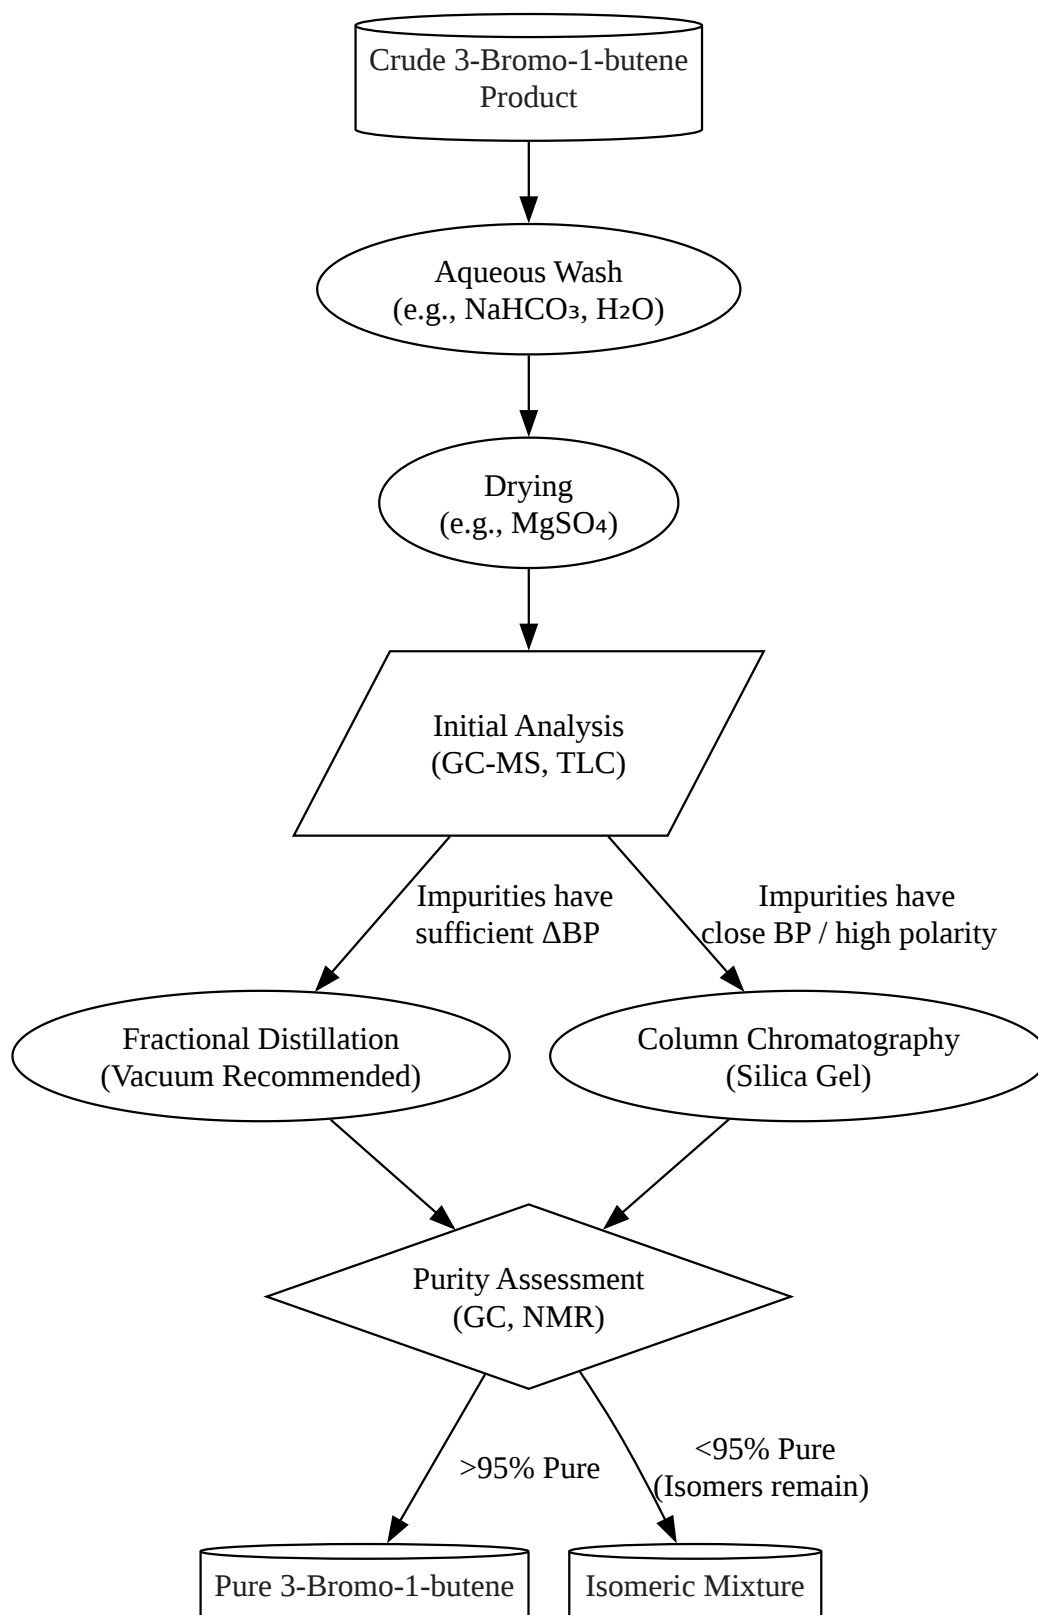 Crude 3-Bromo-1-butene
Product
Aqueous Wash
(e.g., NaHCO₃, H₂O)
Drying
(e.g., MgSO₄)
Initial Analysis
(GC-MS, TLC)
Impurities have
sufficient ΔBP
Impurities have
close BP / high polarity
Fractional Distillation
(Vacuum Recommended)
Column Chromatography
(Silica Gel)
Purity Assessment
(GC, NMR)
>95% Pure
<95% Pure
(Isomers remain)
Pure 3-Bromo-1-butene
Isomeric Mixture